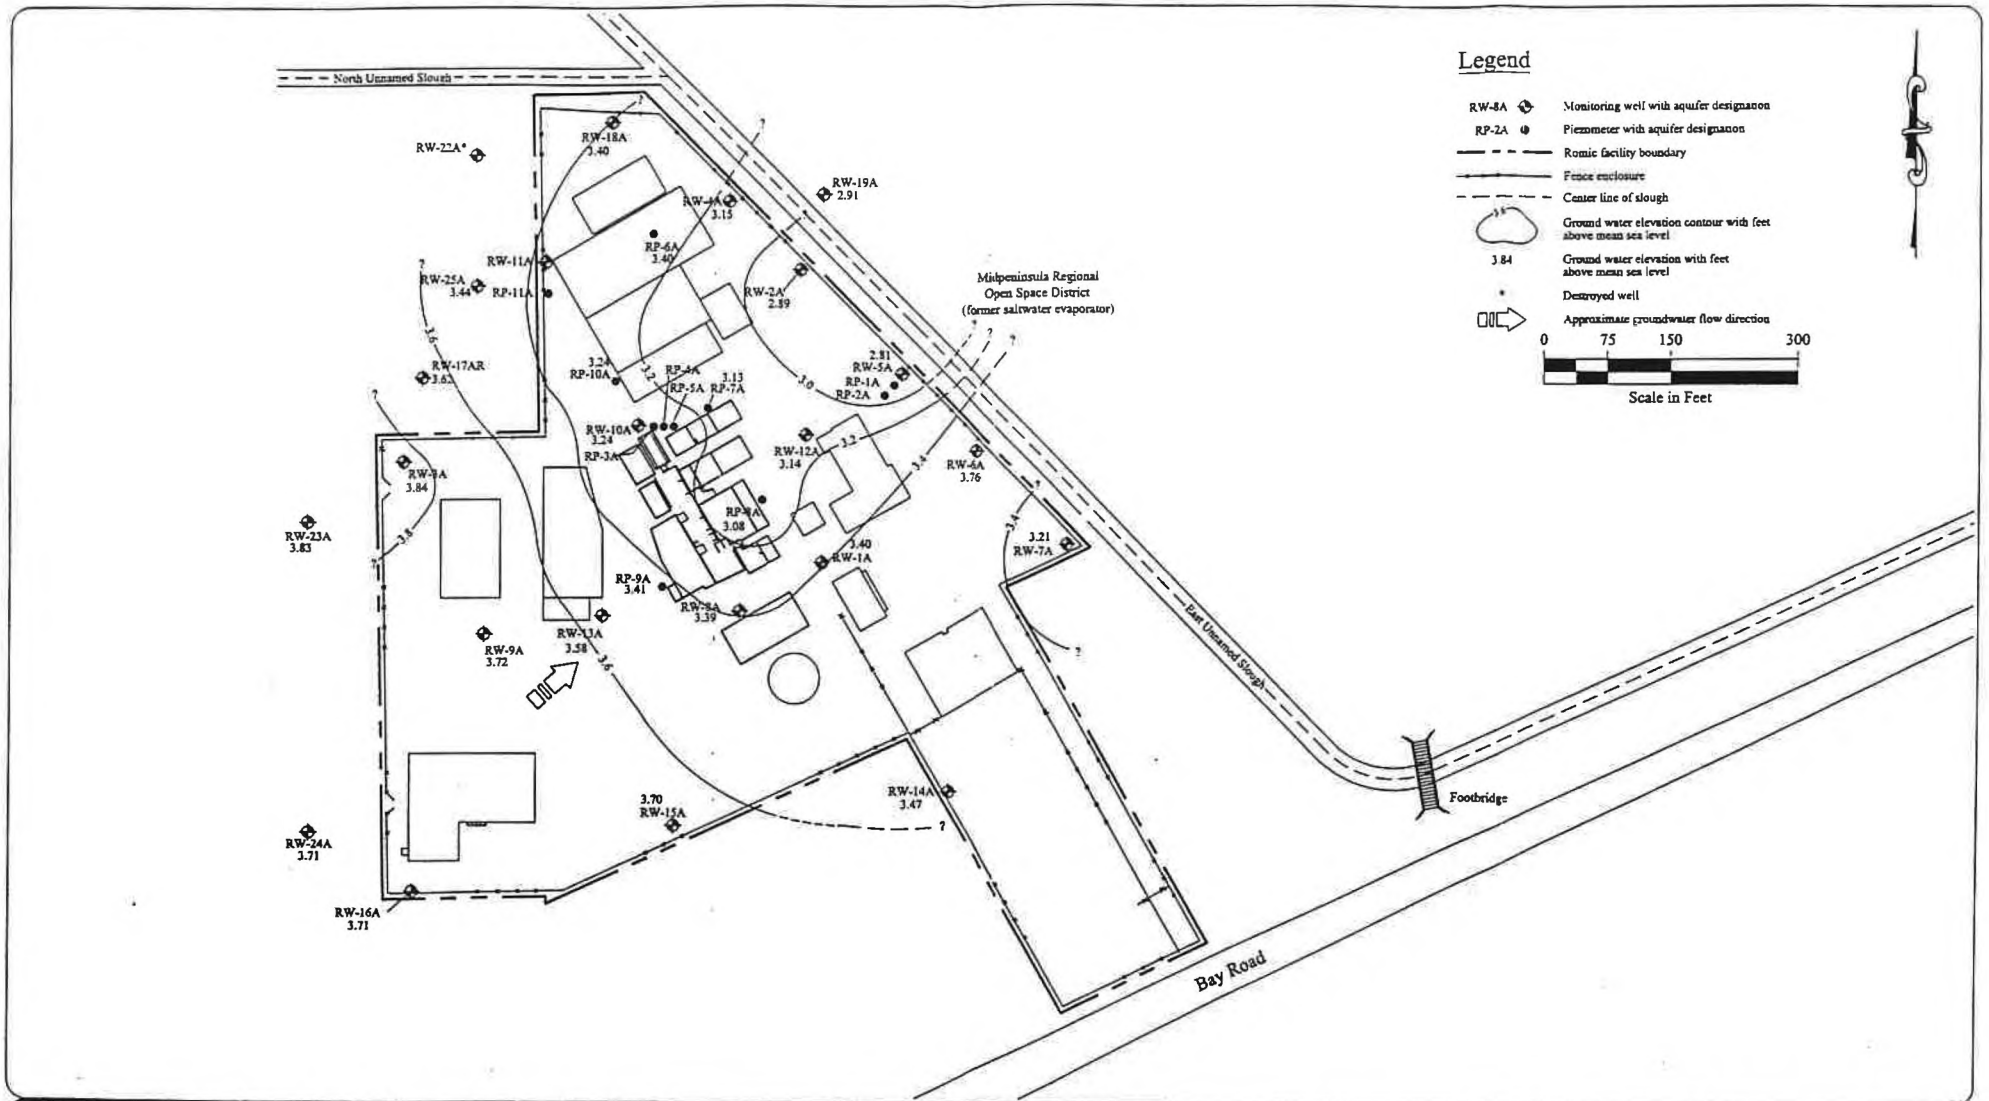 North Unnamed Slough
RW-22A*
RW-18A
3.40
?
?
RW-19A
2.91
RW-4A
3.15
RP-6A
3.40
RW-11A
RP-11A
RW-25A
3.44
?
3.6
RW-17AR
3.62
RW-2A
2.89
Midpeninsula Regional
Open Space District
(former saltwater evaporator)
?
?
?
3.24
RP-10A
3.2
RP-4A
RP-5A
3.13
RP-7A
3.0
2.81
RW-5A
RP-1A
RP-2A
?
RW-10A
3.24
RP-3A
RW-12A
3.14
3.2
3.4
RW-6A
3.76
RW-3A
3.84
3.8
?
RW-23A
3.83
RP-8A
3.08
?
3.4
3.21
RW-7A
3.40
RW-1A
RP-9A
3.41
RW-8A
3.39
RW-13A
3.58
3.6
RW-9A
3.72
?
East Unnamed Slough
3.70
RW-15A
RW-14A
3.47
?
RW-24A
3.71
RW-16A
3.71
Footbridge
Bay Road
Legend
RW-8A Monitoring well with aquifer designation
RP-2A Piezometer with aquifer designation
Romic facility boundary
Fence enclosure
Center line of slough
3.6
Ground water elevation contour with feet
above mean sea level
3.84
Ground water elevation with feet
above mean sea level
* Destroyed well
Approximate groundwater flow direction
0 75 150 300
Scale in Feet